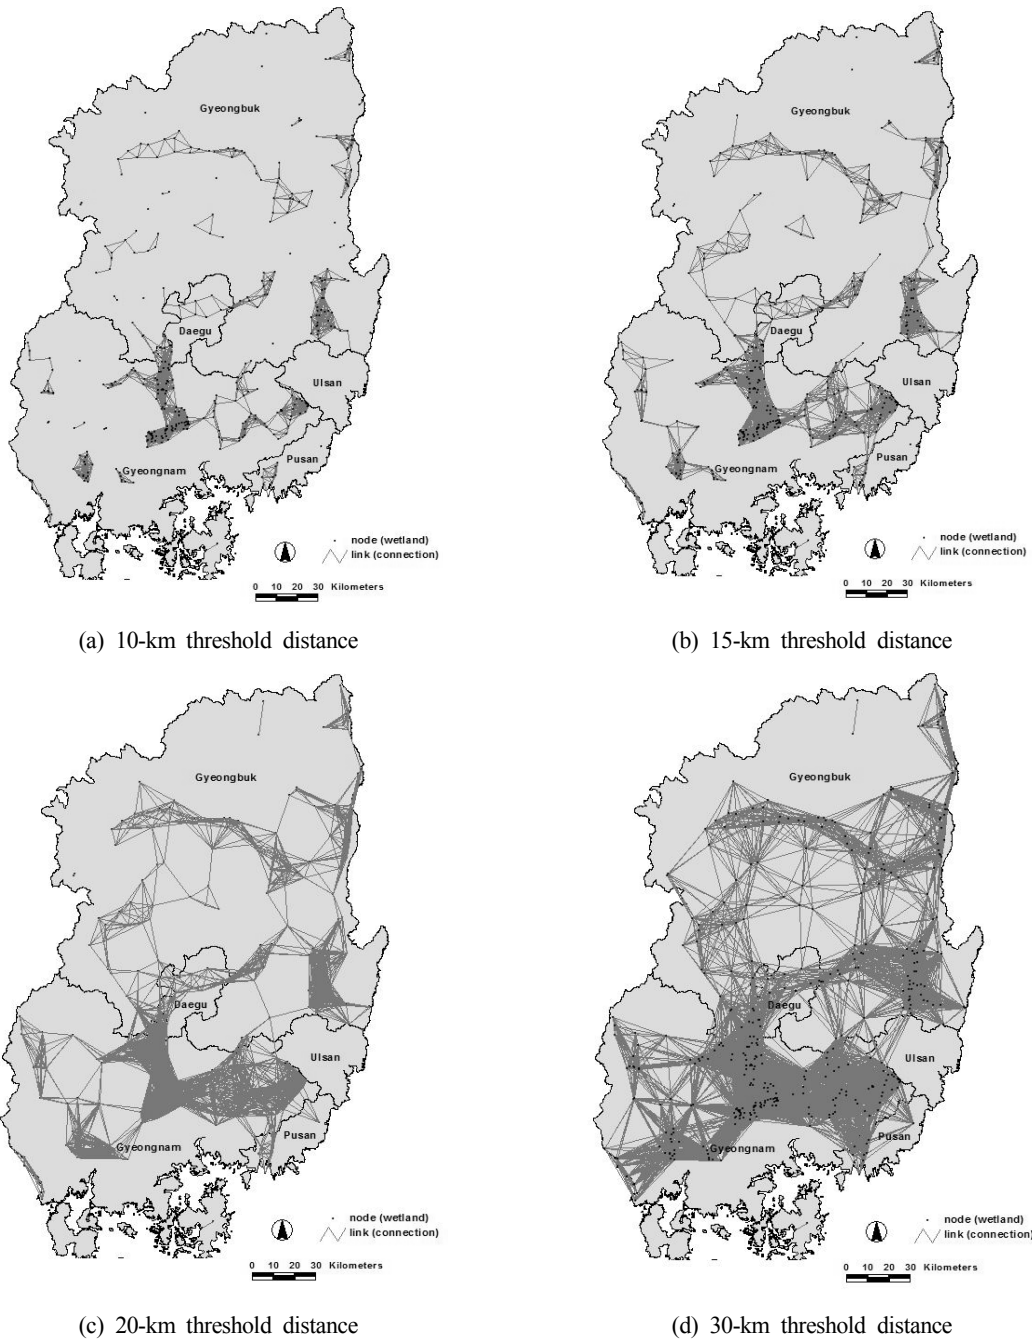 Gyeongbuk
Daegu
Ulsan
Pusan
Gyeongnam
node (wetland)
link (connection)
0 10 20 30 Kilometers
(a) 10-km threshold distance
Gyeongbuk
Daegu
Ulsan
Pusan
Gyeongnam
node (wetland)
link (connection)
0 10 20 30 Kilometers
(b) 15-km threshold distance
Gyeongbuk
Daegu
Ulsan
Pusan
Gyeongnam
node (wetland)
link (connection)
0 10 20 30 Kilometers
(c) 20-km threshold distance
Gyeongbuk
Daegu
Ulsan
Pusan
Gyeongnam
node (wetland)
link (connection)
0 10 20 30 Kilometers
(d) 30-km threshold distance